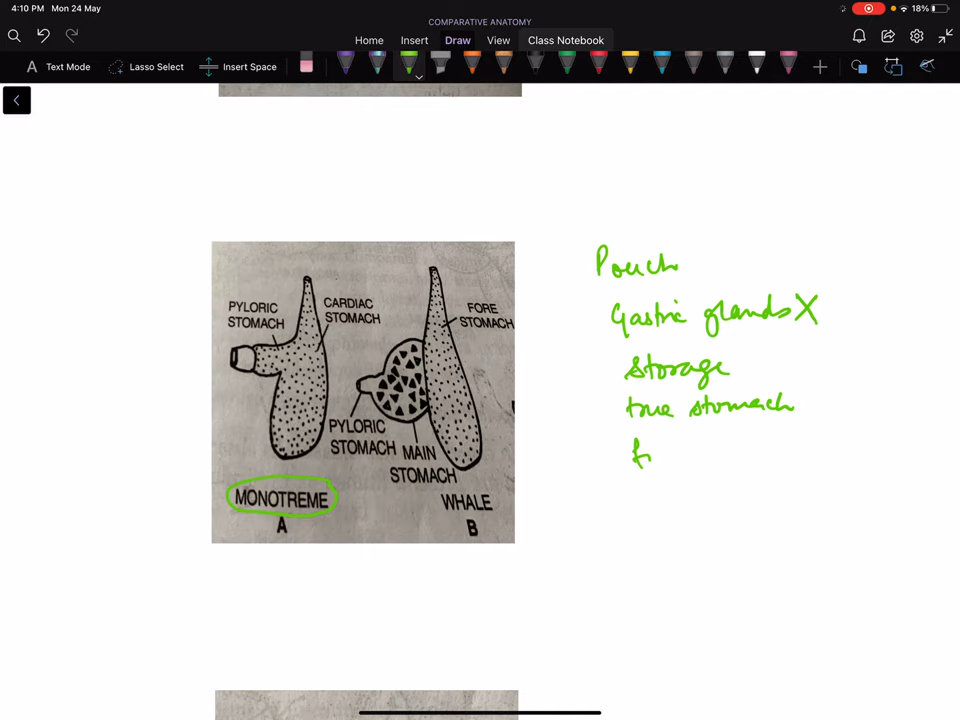 4:10 PM Mon 24 May
18%
COMPARATIVE ANATOMY
Home Insert Draw View Class Notebook
Text Mode Lasso Select Insert Space
PYLORIC
STOMACH
CARDIAC
STOMACH
FORE
STOMACH
PYLORIC
STOMACH
MAIN
STOMACH
MONOTREME
A
WHALE
B
Pouch
Gastric glands X
storage
true stomach